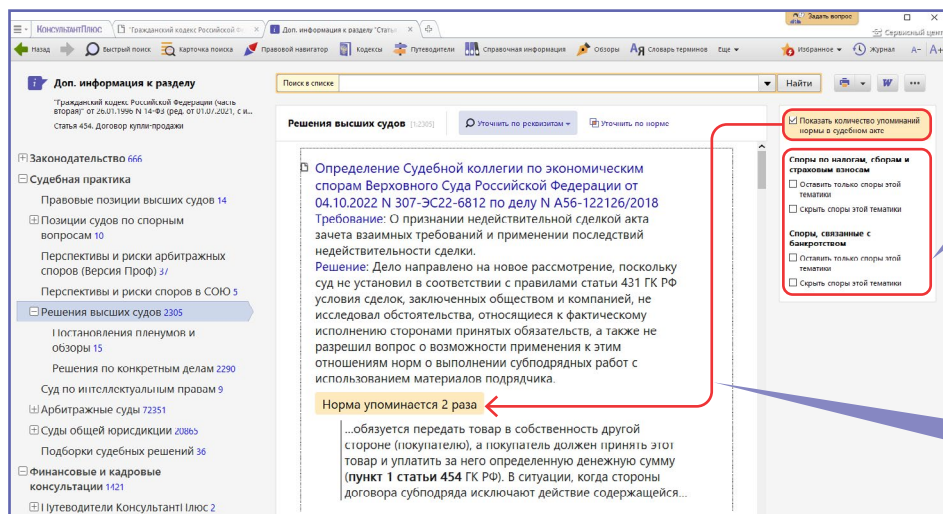 КонсультантПлюс
"Гражданский кодекс Российской Фе
Доп. информация к разделу "Статья
Задать вопрос
Сервисный цент
Назад
Быстрый поиск
Карточка поиска
Правовой навигатор
Кодексы
Путеводители
Справочная информация
Обзоры
Словарь терминов
Еще
Избранное
Журнал
А- А+
Доп. информация к разделу
"Гражданский кодекс Российской Федерации (часть
вторая)" от 26.01.1996 N 14-ФЗ (ред. от 01.07.2021, с и...
Статья 454. Договор купли-продажи
Законодательство 666
Судебная практика
Правовые позиции высших судов 14
Позиции судов по спорным
вопросам 10
Перспективы и риски арбитражных
споров (Версия Проф) 37
Перспективы и риски споров в СОЮ 5
Решения высших судов 2305
Постановления пленумов и
обзоры 15
Решения по конкретным делам 2290
Суд по интеллектуальным правам 9
Арбитражные суды 72351
Суды общей юрисдикции 20865
Подборки судебных решений 36
Финансовые и кадровые
консультации 1421
Путеводители КонсультантПлюс 2
Поиск в списке
Найти
W
Решения высших судов [1-2305]
Уточнить по реквизитам
Уточнить по норме
Определение Судебной коллегии по экономическим
спорам Верховного Суда Российской Федерации от
04.10.2022 N 307-ЭС22-6812 по делу N А56-122126/2018
Требование: О признании недействительной сделкой акта
зачета взаимных требований и применении последствий
недействительности сделки.
Решение: Дело направлено на новое рассмотрение, поскольку
суд не установил в соответствии с правилами статьи 431 ГК РФ
условия сделок, заключенных обществом и компанией, не
исследовал обстоятельства, относящиеся к фактическому
исполнению сторонами принятых обязательств, а также не
разрешил вопрос о возможности применения к этим
отношениям норм о выполнении субподрядных работ с
использованием материалов подрядчика.
Норма упоминается 2 раза
...обязуется передать товар в собственность другой
стороне (покупателю), а покупатель должен принять этот
товар и уплатить за него определенную денежную сумму
(пункт 1 статьи 454 ГК РФ). В ситуации, когда стороны
договора субподряда исключают действие содержащейся...
Показать количество упоминаний
нормы в судебном акте
Споры по налогам, сборам и
страховым взносам
Оставить только споры этой
тематики
Скрыть споры этой тематики
Споры, связанные с
банкротством
Оставить только споры этой
тематики
Скрыть споры этой тематики